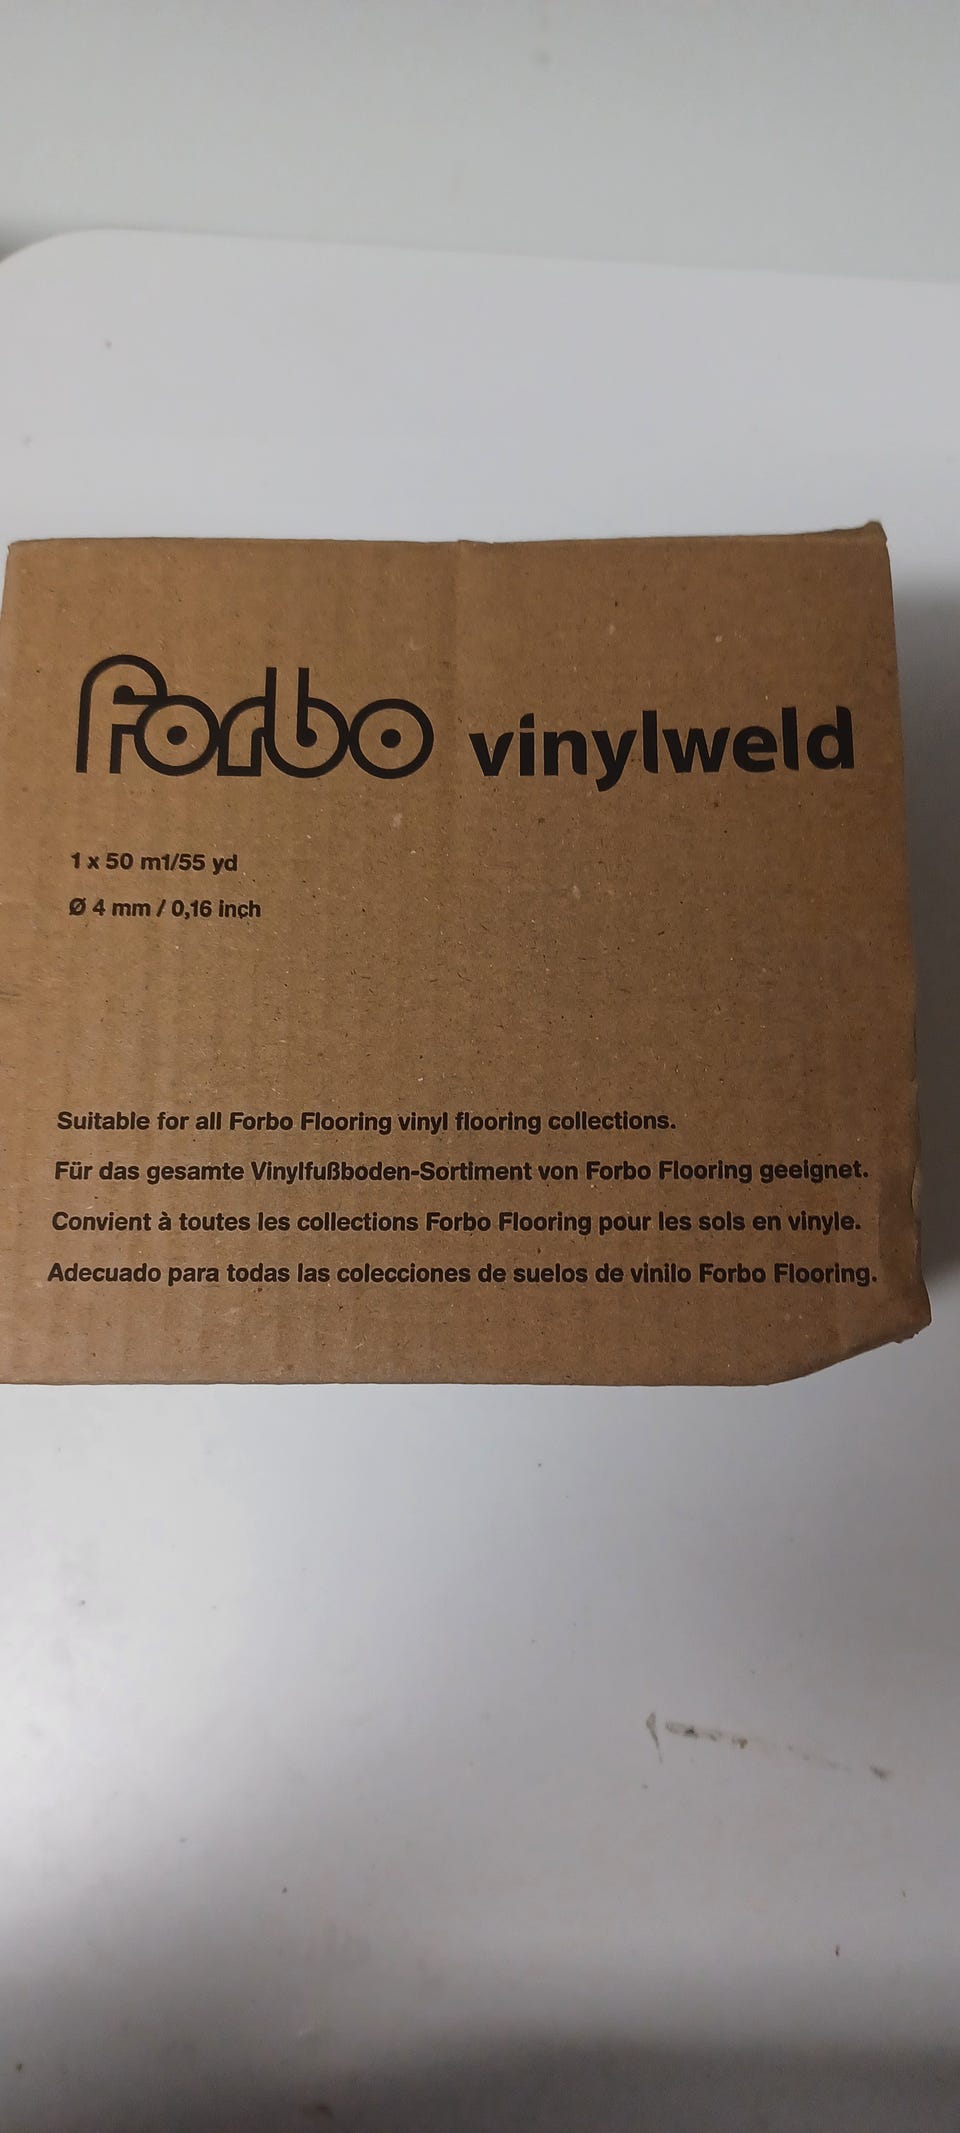 forbo vinylweld
1 x 50 m1/55 yd
Ø 4 mm / 0,16 inch
Suitable for all Forbo Flooring vinyl flooring collections.
Für das gesamte Vinylfußboden-Sortiment von Forbo Flooring geeignet.
Convient à toutes les collections Forbo Flooring pour les sols en vinyle.
Adecuado para todas las colecciones de suelos de vinilo Forbo Flooring.